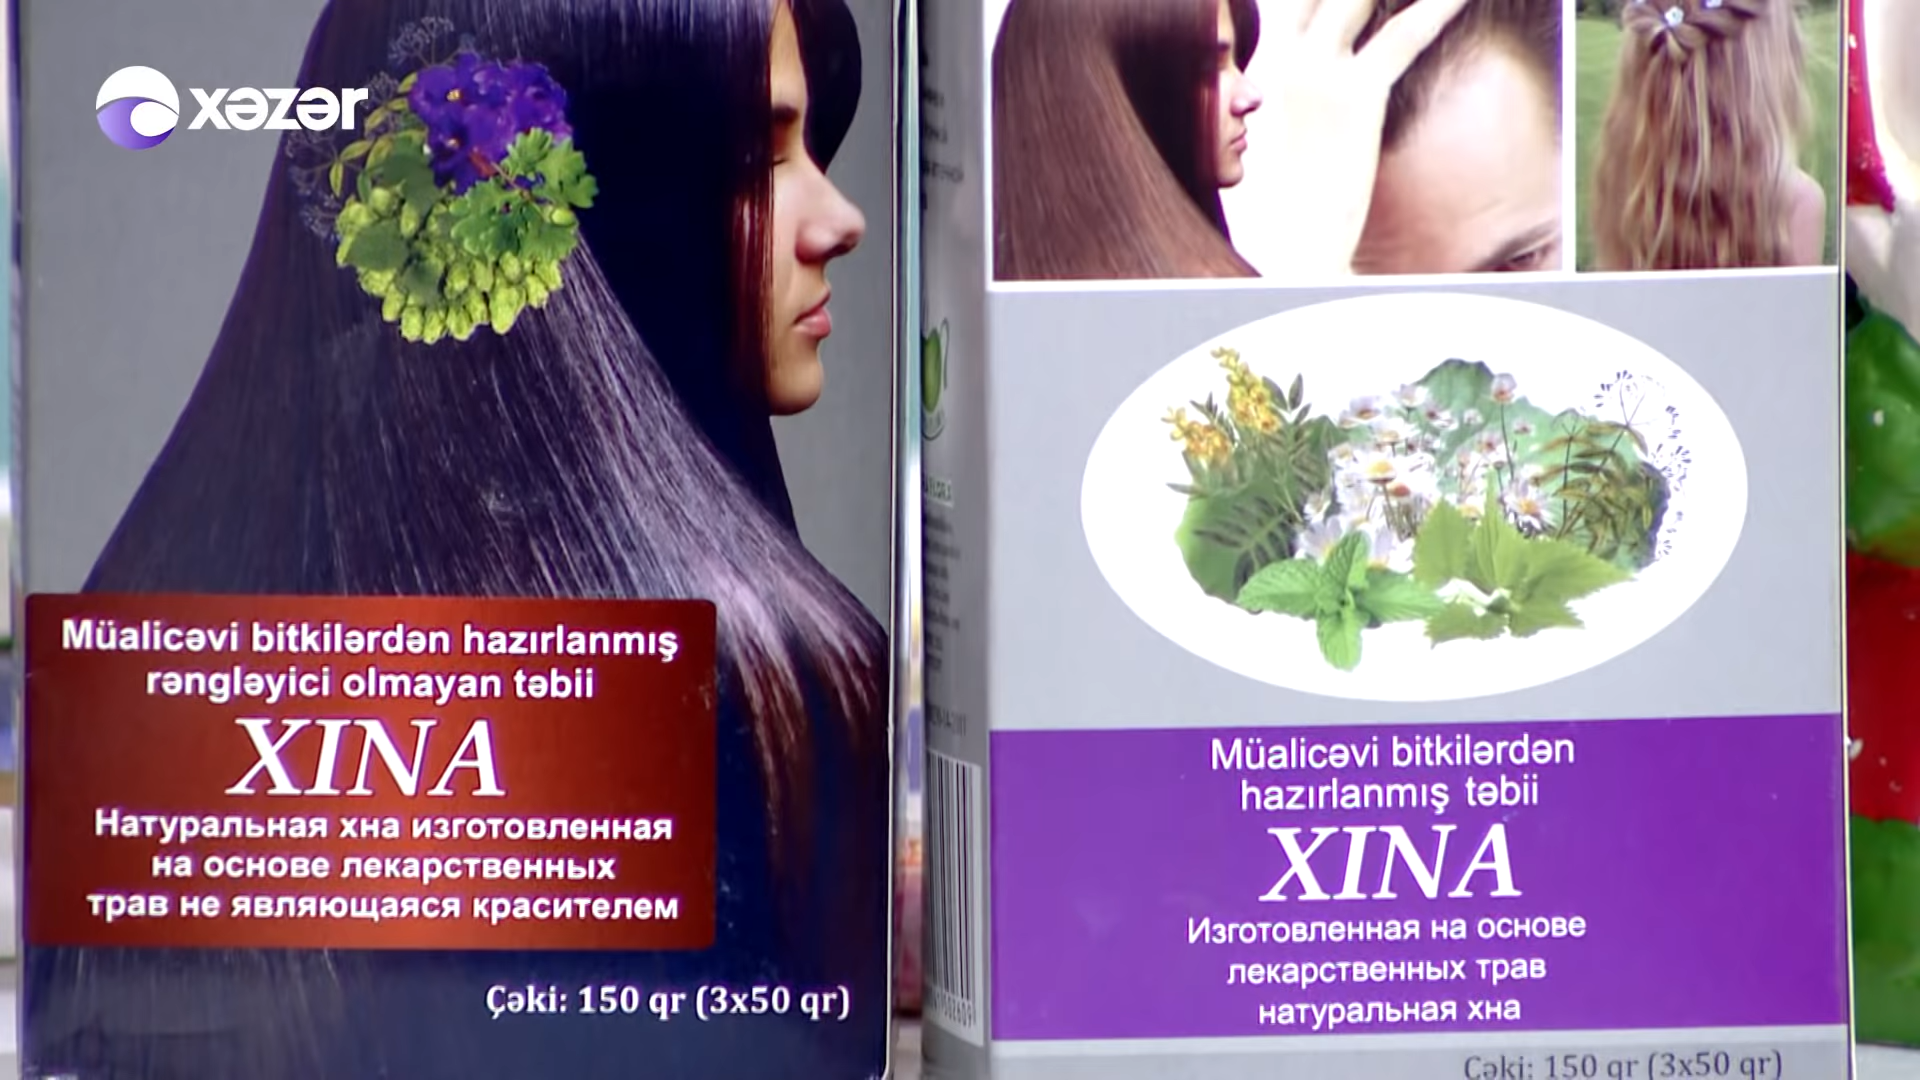 xəzər
Müalicəvi bitkilərdən hazırlanmış
rəngləyici olmayan təbii
XINA
Натуральная хна изготовленная
на основе лекарственных
трав не являющаяся красителем
Çəki: 150 qr (3x50 qr)
Müalicəvi bitkilərdən
hazırlanmış təbii
XINA
Изготовленная на основе
лекарственных трав
натуральная хна
Çəki: 150 qr (3x50 qr)